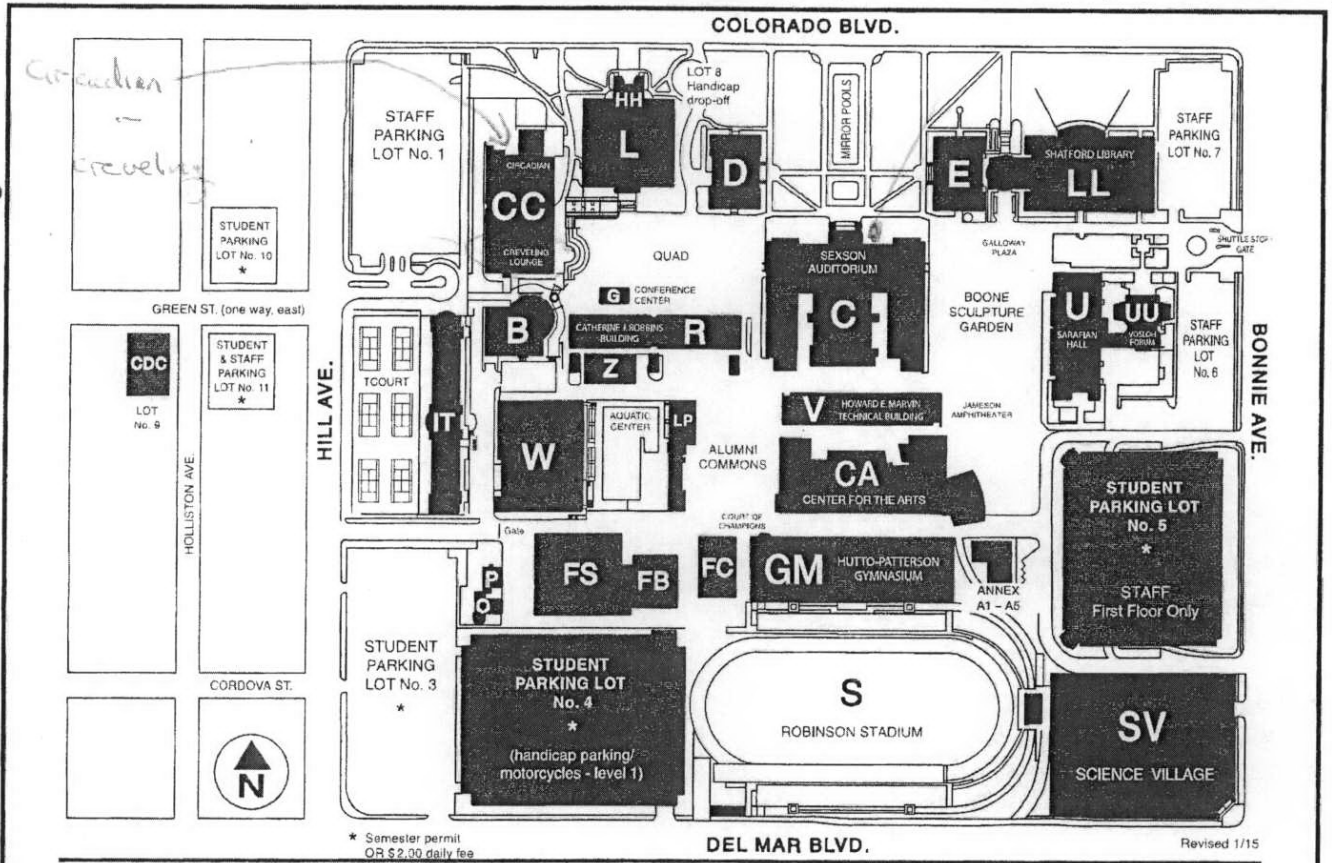 COLORADO BLVD.
Circadian
-
Creveling
STAFF
PARKING
LOT No. 1
STUDENT
PARKING
LOT No. 10
*
HH
L
LOT 8
Handicap
drop-off
D
MIRROR POOLS
E
SHATFORD LIBRARY
LL
STAFF
PARKING
LOT No. 7
CIRCADIAN
CC
CREVELING
LOUNGE
QUAD
SEXSON
AUDITORIUM
C
GALLOWAY
PLAZA
SHUTTLE STOP
GATE
GREEN ST. (one way, east)
G
CONFERENCE
CENTER
B
CATHERINE J. ROBBINS
BUILDING
R
BOONE
SCULPTURE
GARDEN
U
SARAFIAN
HALL
UU
VOSLOH
FORUM
STAFF
PARKING
LOT
No. 6
BONNIE AVE.
CDC
LOT
No. 9
STUDENT
& STAFF
PARKING
LOT No. 11
*
HOLLISTON AVE.
HILL AVE.
TCOURT
IT
Z
W
AQUATIC
CENTER
LP
ALUMNI
COMMONS
V
HOWARD E. MARVIN
TECHNICAL BUILDING
JAMESON
AMPHITHEATER
CA
CENTER FOR THE ARTS
COURT OF
CHAMPIONS
STUDENT
PARKING LOT
No. 5
*
STAFF
First Floor Only
Gate
P
O
FS
FB
FC
GM
HUTTO-PATTERSON
GYMNASIUM
ANNEX
A1 – A5
STUDENT
PARKING
LOT No. 3
*
CORDOVA ST.
N
STUDENT
PARKING LOT
No. 4
*
(handicap parking/
motorcycles - level 1)
S
ROBINSON STADIUM
SV
SCIENCE VILLAGE
* Semester permit
OR $2.00 daily fee
DEL MAR BLVD.
Revised 1/15